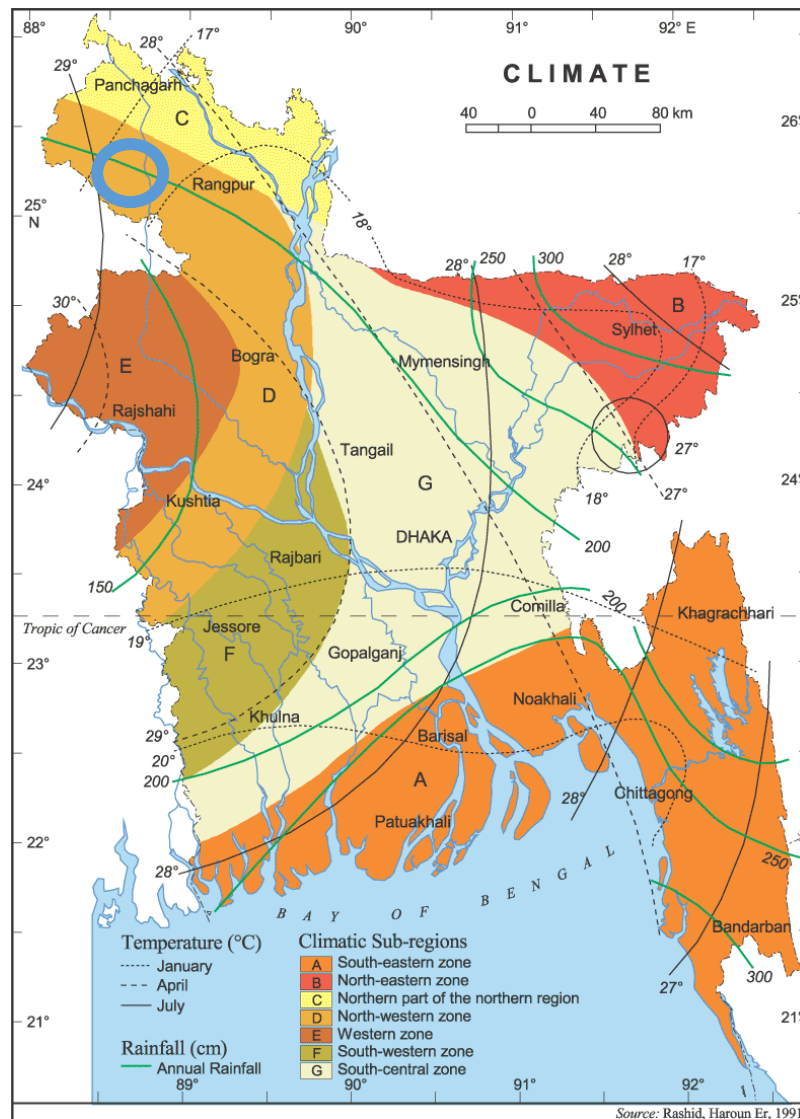 88°
90°
91°
92° E
17°
28°
29°
Panchagarh
C
CLIMATE
40
0
40
80 km
26°
26°
Rangpur
25°
N
18°
28°
250
300
28°
17°
25°
30°
B
Sylhet
E
Bogra
Mymensingh
D
Rajshahi
Tangail
27°
24°
G
18°
27°
24°
Kushtia
DHAKA
200
Rajbari
150
Comilla
200
Khagrachhari
Tropic of Cancer
19°
Jessore
23°
F
Gopalganj
23°
Noakhali
Khulna
29°
Barisal
20°
200
A
Chittagong
28°
Patuakhali
22°
28°
250
BAY OF BENGAL
Bandarban
300
27°
Temperature (°C)
January
April
July
Rainfall (cm)
Annual Rainfall
Climatic Sub-regions
A South-eastern zone
B North-eastern zone
C Northern part of the northern region
D North-western zone
E Western zone
F South-western zone
G South-central zone
21°
21°
89°
90°
91°
92°
Source: Rashid, Haroun Er, 1991